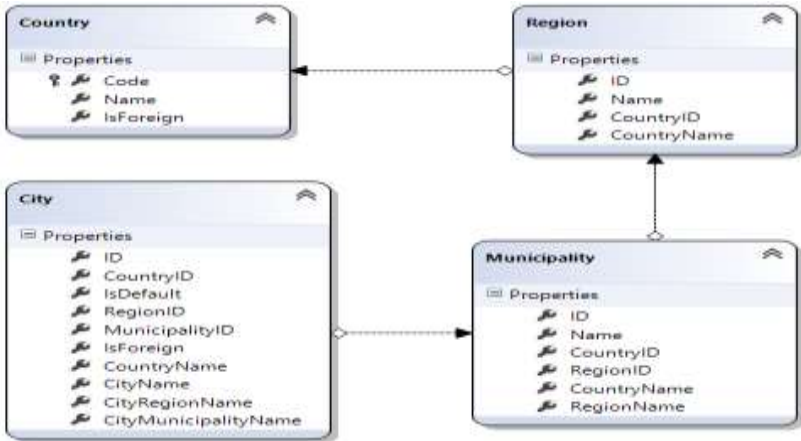 Country
Properties
Code
Name
IsForeign
Region
Properties
ID
Name
CountryID
CountryName
City
Properties
ID
CountryID
IsDefault
RegionID
MunicipalityID
IsForeign
CountryName
CityName
CityRegionName
CityMunicipalityName
Municipality
Properties
ID
Name
CountryID
RegionID
CountryName
RegionName